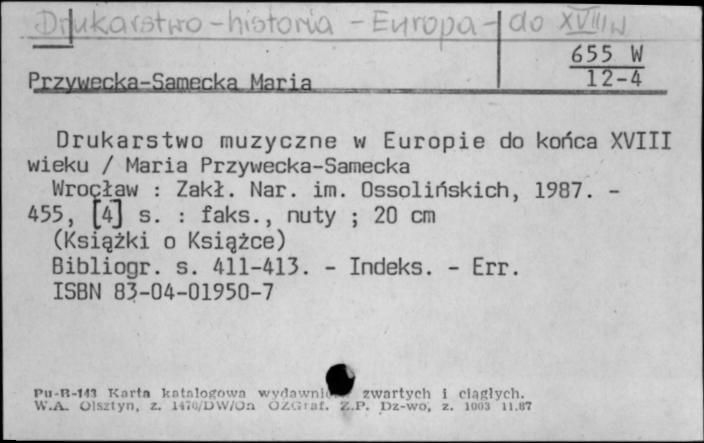 Drukarstwo - historia - Europa - do XVIII w
655 W
12-4
Przywecka-Samecka Maria
Drukarstwo muzyczne w Europie do końca XVIII
wieku / Maria Przywecka-Samecka
Wrocław : Zakł. Nar. im. Ossolińskich, 1987. -
455, [4] s. : faks., nuty ; 20 cm
(Książki o Książce)
Bibliogr. s. 411-413. - Indeks. - Err.
ISBN 83-04-01950-7
Pu-B-143 Karta katalogowa zwartych i ciągłych.
W.A. Olsztyn, z. 1470/DW/On OZGraf. Z.P. Dz-wo, z. 1003 11.87